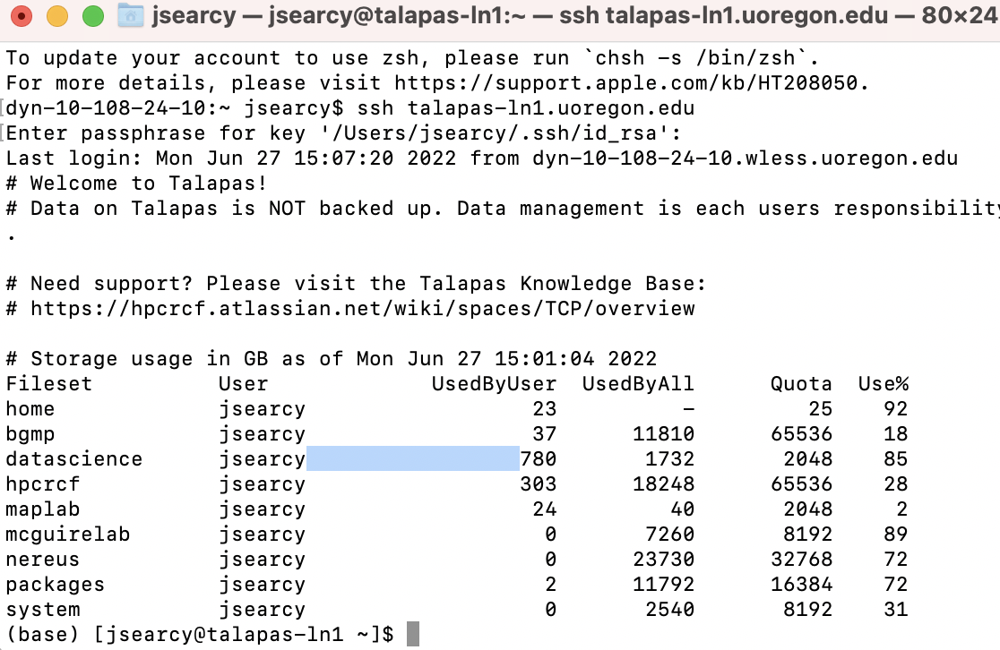 jsearcy — jsearcy@talapas-ln1:~ — ssh talapas-ln1.uoregon.edu — 80×24
To update your account to use zsh, please run `chsh -s /bin/zsh`.
For more details, please visit https://support.apple.com/kb/HT208050.
[dyn-10-108-24-10:~ jsearcy$ ssh talapas-ln1.uoregon.edu
[Enter passphrase for key '/Users/jsearcy/.ssh/id_rsa':
Last login: Mon Jun 27 15:07:20 2022 from dyn-10-108-24-10.wless.uoregon.edu
# Welcome to Talapas!
# Data on Talapas is NOT backed up. Data management is each users responsibility
.
# Need support? Please visit the Talapas Knowledge Base:
# https://hpcrcf.atlassian.net/wiki/spaces/TCP/overview
# Storage usage in GB as of Mon Jun 27 15:01:04 2022
Fileset User UsedByUser UsedByAll Quota Use%
home jsearcy 23 – 25 92
bgmp jsearcy 37 11810 65536 18
datascience jsearcy 780 1732 2048 85
hpcrcf jsearcy 303 18248 65536 28
maplab jsearcy 24 40 2048 2
mcguirelab jsearcy 0 7260 8192 89
nereus jsearcy 0 23730 32768 72
packages jsearcy 2 11792 16384 72
system jsearcy 0 2540 8192 31
(base) [jsearcy@talapas-ln1 ~]$